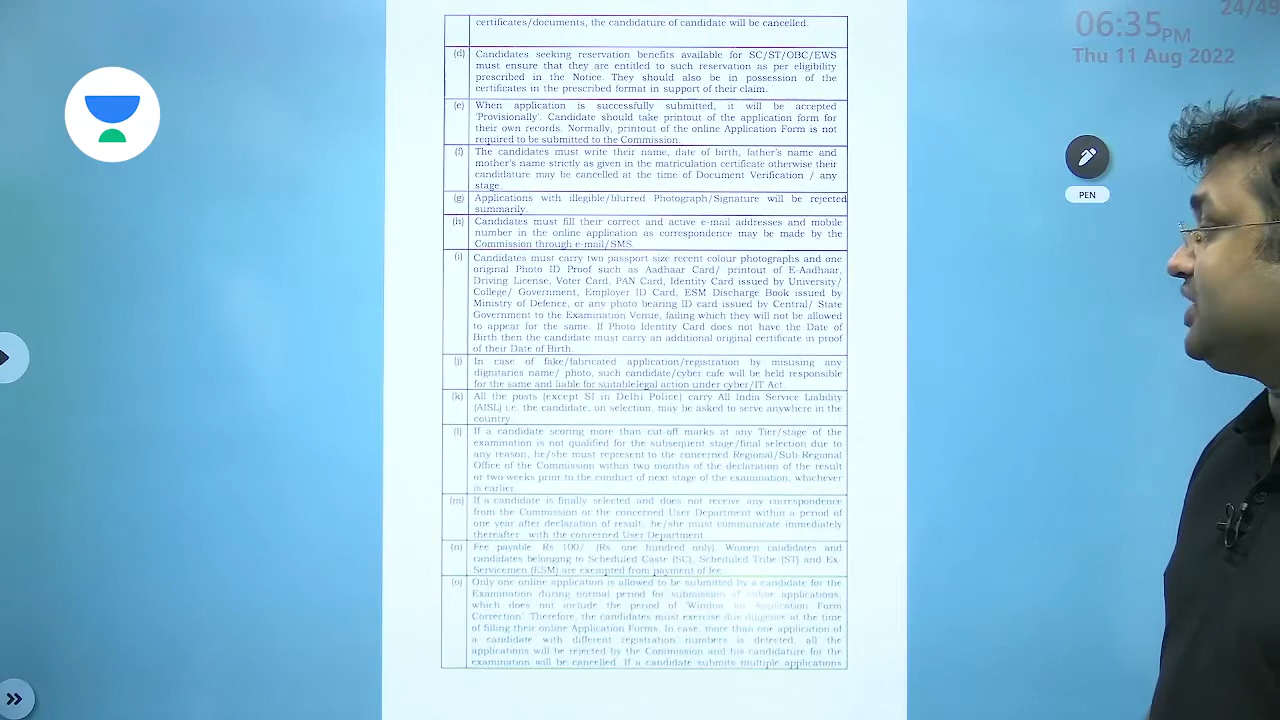 certificates/documents, the candidature of candidate will be cancelled.
(d) Candidates seeking reservation benefits available for SC/ST/OBC/EWS
must ensure that they are entitled to such reservation as per eligibility
prescribed in the Notice. They should also be in possession of the
certificates in the prescribed format in support of their claim.
(e) When application is successfully submitted, it will be accepted
'Provisionally'. Candidate should take printout of the application form for
their own records. Normally, printout of the online Application Form is not
required to be submitted to the Commission.
(f) The candidates must write their name, date of birth, father's name and
mother's name strictly as given in the matriculation certificate otherwise their
candidature may be cancelled at the time of Document Verification / any
stage.
(g) Applications with illegible/blurred Photograph/Signature will be rejected
summarily.
(h) Candidates must fill their correct and active e-mail addresses and mobile
number in the online application as correspondence may be made by the
Commission through e-mail/SMS.
(i) Candidates must carry two passport size recent colour photographs and one
original Photo ID Proof such as Aadhaar Card/ printout of E-Aadhaar,
Driving License, Voter Card, PAN Card, Identity Card issued by University/
College/ Government, Employer ID Card, ESM Discharge Book issued by
Ministry of Defence, or any photo bearing ID card issued by Central/ State
Government to the Examination Venue, failing which they will not be allowed
to appear for the same. If Photo Identity Card does not have the Date of
Birth then the candidate must carry an additional original certificate in proof
of their Date of Birth.
(j) In case of fake/fabricated application/registration by misusing any
dignitaries name/ photo, such candidate/cyber cafe will be held responsible
for the same and liable for suitablelegal action under cyber/IT Act.
(k) All the posts (except SI in Delhi Police) carry All India Service Liability
(AISL) i.e. the candidate, on selection, may be asked to serve anywhere in the
country.
(l) If a candidate scoring more than cut-off marks at any Tier/stage of the
examination is not qualified for the subsequent stage/final selection due to
any reason, he/she must represent to the concerned Regional/Sub-Regional
Office of the Commission within two months of the declaration of the result
or two weeks prior to the conduct of next stage of the examination, whichever
is earlier.
(m) If a candidate is finally selected and does not receive any correspondence
from the Commission or the concerned User Department within a period of
one year after declaration of result, he/she must communicate immediately
thereafter with the concerned User Department.
(n) Fee payable Rs 100/- (Rs. one hundred only). Women candidates and
candidates belonging to Scheduled Caste (SC), Scheduled Tribe (ST) and Ex-
Servicemen (ESM) are exempted from payment of fee.
(o) Only one online application is allowed to be submitted by a candidate for the
Examination during normal period for submission of online applications,
which does not include the period of 'Window for Application Form
Correction' Therefore, the candidates must exercise due diligence at the time
of filling their online Application Forms. In case, more than one application of
a candidate with different registration numbers is detected, all the
applications will be rejected by the Commission and his candidature for the
examination will be cancelled. If a candidate submits multiple applications
24/49
06:35PM
Thu 11 Aug 2022
PEN